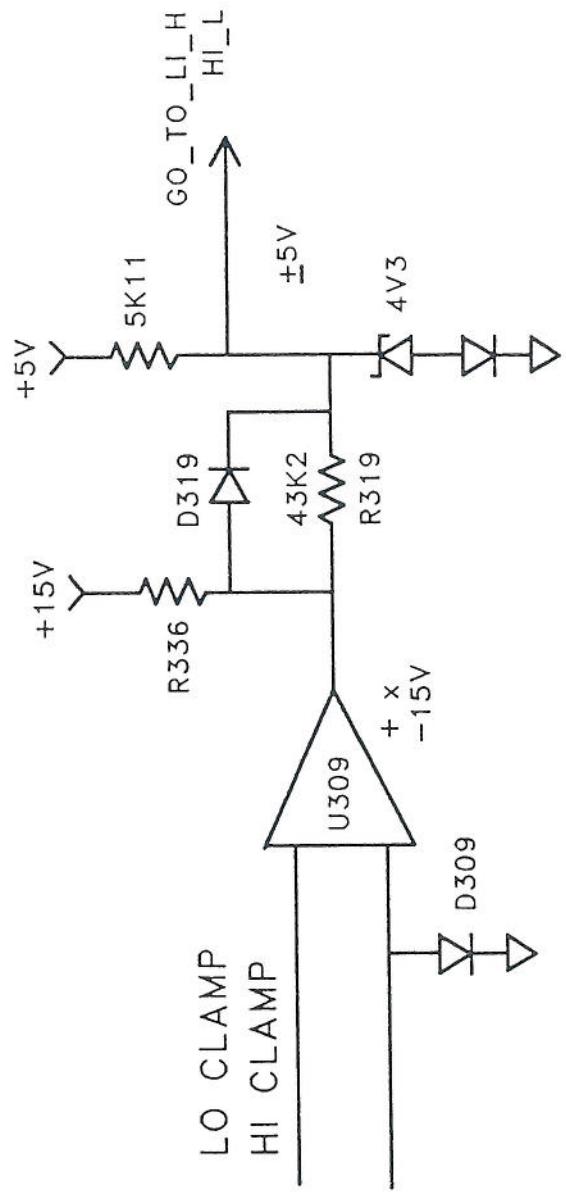 LO CLAMP
HI CLAMP
D309
U309
+ x
-15V
+15V
R336
D319
43K2
R319
+5V
5K11
4V3
±5V
GO_TO_LI_H
HI_L